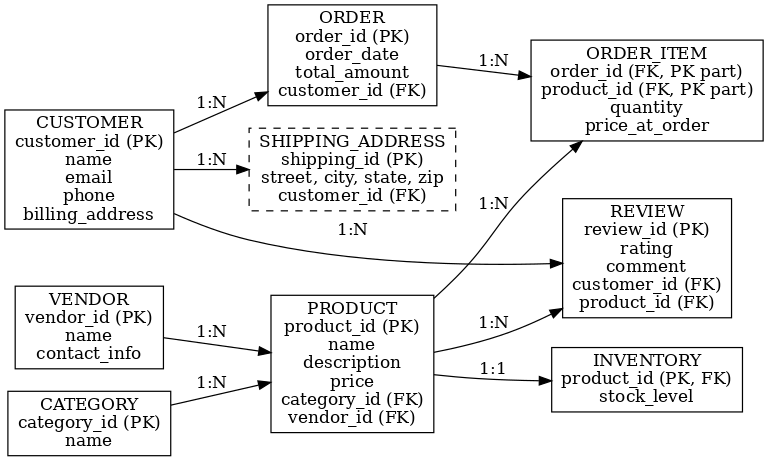 ORDER
order_id (PK)
order_date
total_amount
customer_id (FK)
1:N
ORDER_ITEM
order_id (FK, PK part)
product_id (FK, PK part)
quantity
price_at_order
1:N
CUSTOMER
customer_id (PK)
name
email
phone
billing_address
1:N
SHIPPING_ADDRESS
shipping_id (PK)
street, city, state, zip
customer_id (FK)
1:N
1:N
REVIEW
review_id (PK)
rating
comment
customer_id (FK)
product_id (FK)
VENDOR
vendor_id (PK)
name
contact_info
1:N
PRODUCT
product_id (PK)
name
description
price
category_id (FK)
vendor_id (FK)
1:N
1:1
INVENTORY
product_id (PK, FK)
stock_level
CATEGORY
category_id (PK)
name
1:N